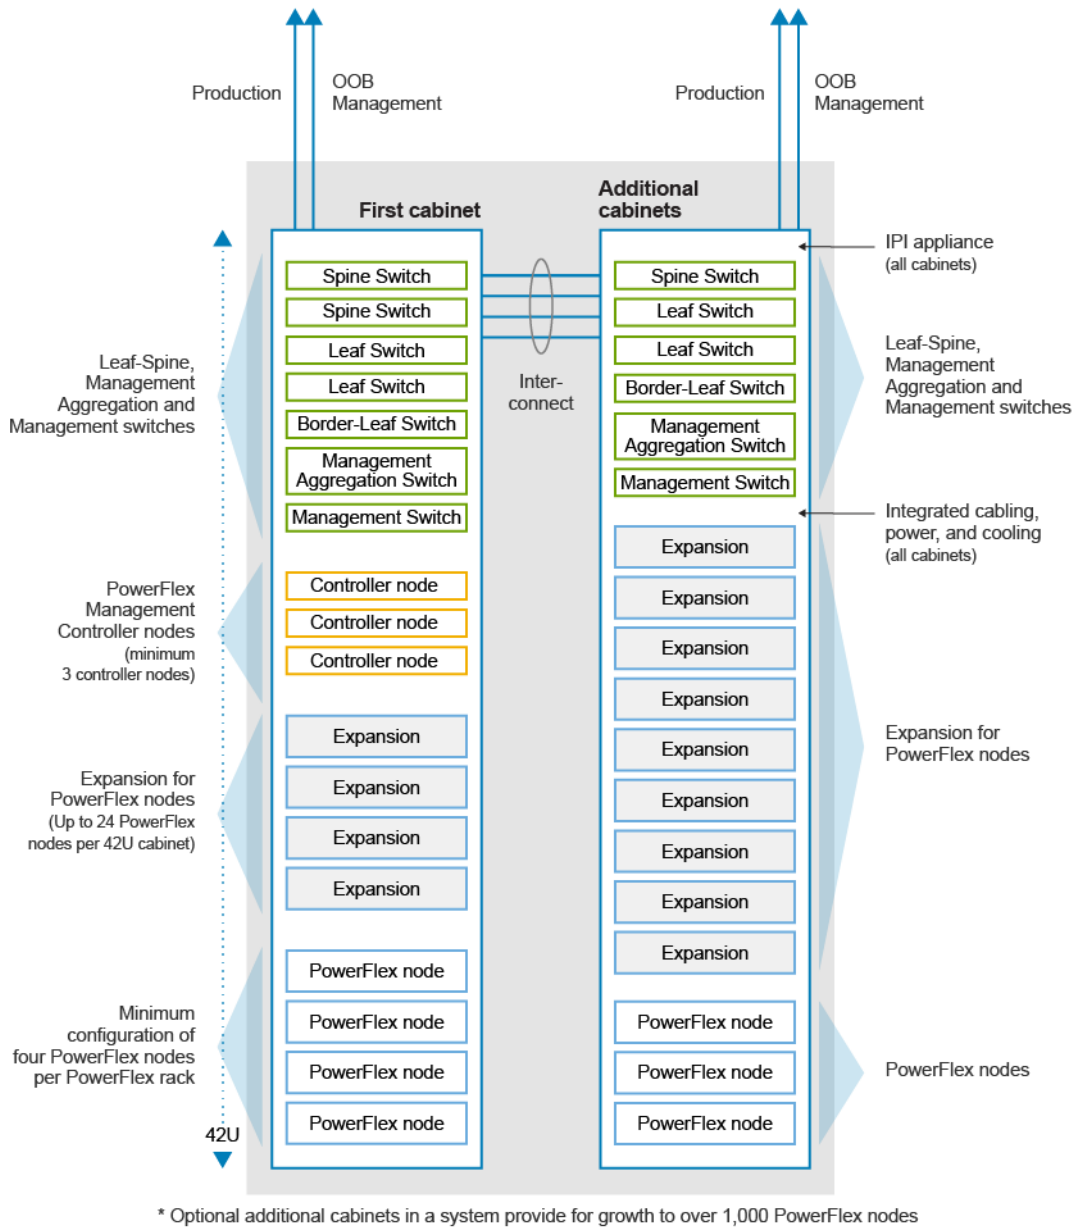 Production
OOB
Management
Production
OOB
Management
First cabinet
Additional
cabinets
Spine Switch
Spine Switch
Leaf Switch
Leaf Switch
Border-Leaf Switch
Management
Aggregation Switch
Management Switch
Controller node
Controller node
Controller node
Expansion
Expansion
Expansion
Expansion
PowerFlex node
PowerFlex node
PowerFlex node
PowerFlex node
Leaf-Spine,
Management
Aggregation and
Management switches
PowerFlex
Management
Controller nodes
(minimum
3 controller nodes)
Expansion for
PowerFlex nodes
(Up to 24 PowerFlex
nodes per 42U cabinet)
Minimum
configuration of
four PowerFlex nodes
per PowerFlex rack
42U
Inter-
connect
Spine Switch
Leaf Switch
Leaf Switch
Border-Leaf Switch
Management
Aggregation Switch
Management Switch
Expansion
Expansion
Expansion
Expansion
Expansion
Expansion
Expansion
Expansion
Expansion
PowerFlex node
PowerFlex node
PowerFlex node
IPI appliance
(all cabinets)
Leaf-Spine,
Management
Aggregation and
Management switches
Integrated cabling,
power, and cooling
(all cabinets)
Expansion for
PowerFlex nodes
PowerFlex nodes
* Optional additional cabinets in a system provide for growth to over 1,000 PowerFlex nodes